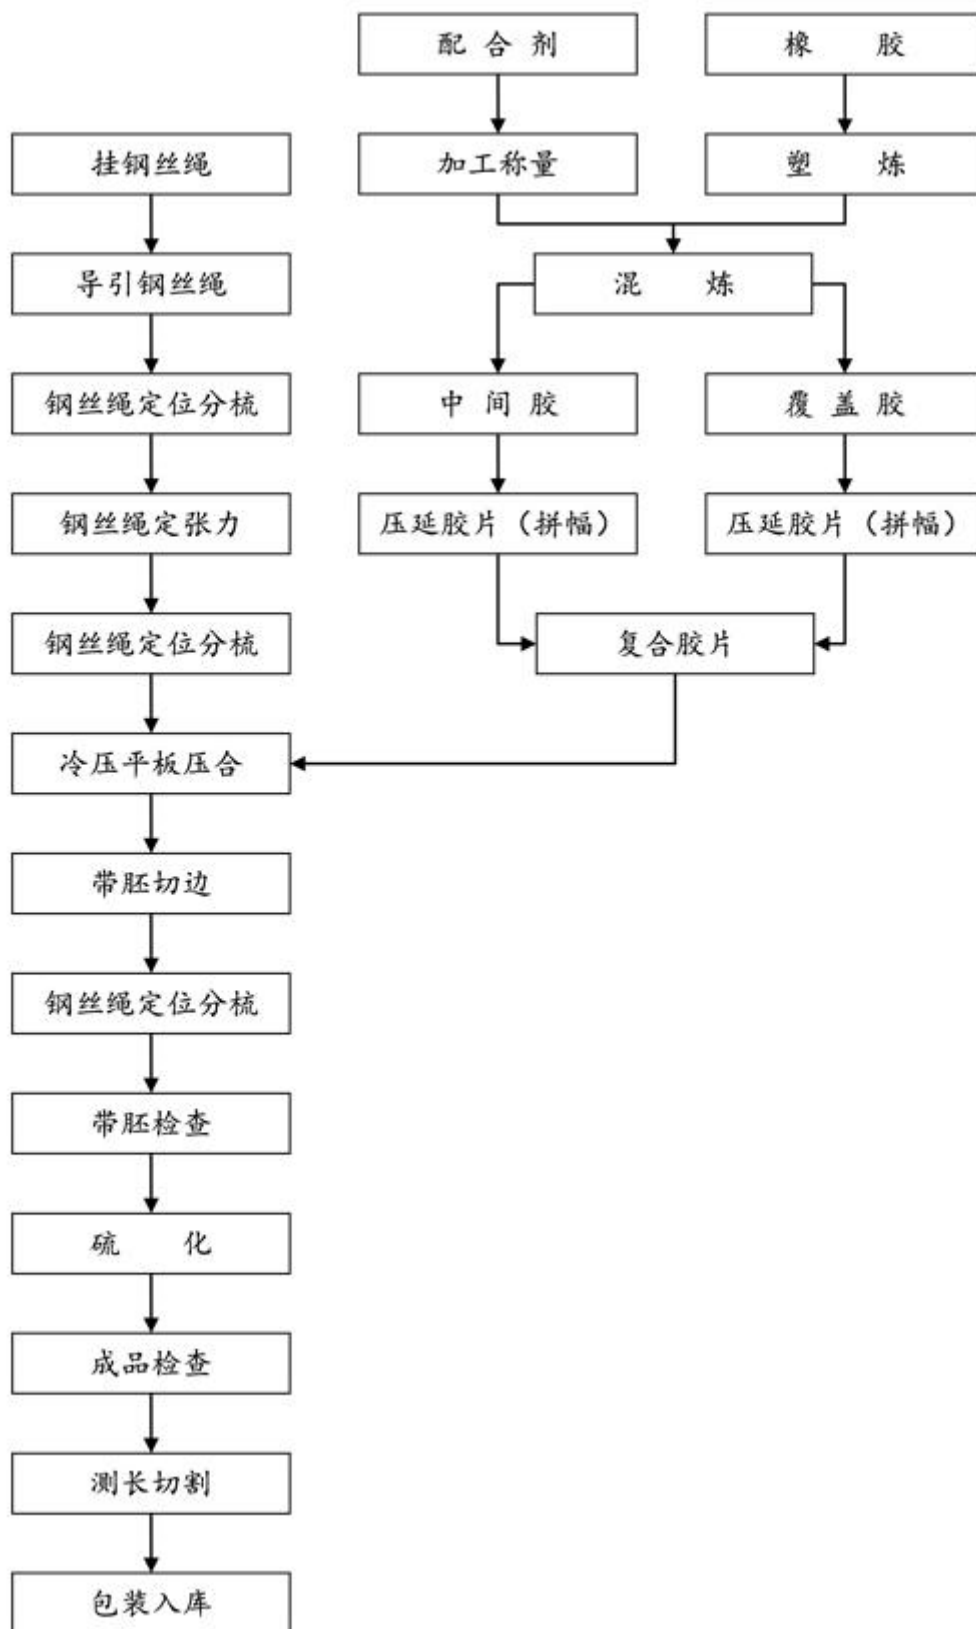 配合剂
橡胶
挂钢丝绳
加工称量
塑炼
导引钢丝绳
混炼
钢丝绳定位分梳
中间胶
覆盖胶
钢丝绳定张力
压延胶片（拼幅）
压延胶片（拼幅）
钢丝绳定位分梳
复合胶片
冷压平板压合
带胚切边
钢丝绳定位分梳
带胚检查
硫化
成品检查
测长切割
包装入库